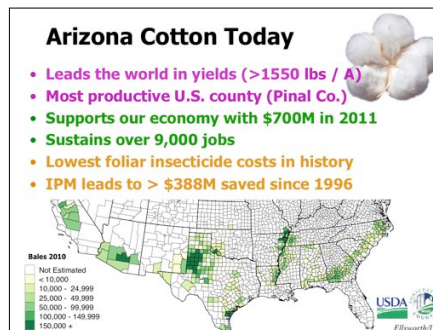 Arizona Cotton Today
• Leads the world in yields (>1550 lbs / A)
• Most productive U.S. county (Pinal Co.)
• Supports our economy with $700M in 2011
• Sustains over 9,000 jobs
• Lowest foliar insecticide costs in history
• IPM leads to > $388M saved since 1996
Bales 2010
Not Estimated
< 10,000
10,000 - 24,999
25,000 - 49,999
50,000 - 99,999
100,000 - 149,999
150,000 +
USDA